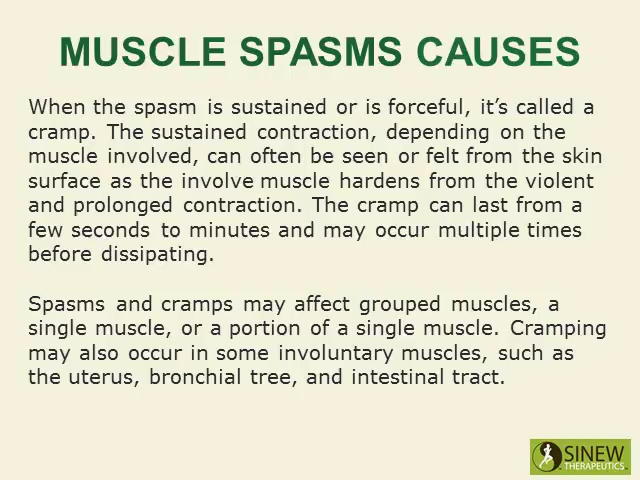 MUSCLE SPASMS CAUSES
When the spasm is sustained or is forceful, it’s called a
cramp. The sustained contraction, depending on the
muscle involved, can often be seen or felt from the skin
surface as the involve muscle hardens from the violent
and prolonged contraction. The cramp can last from a
few seconds to minutes and may occur multiple times
before dissipating.
Spasms and cramps may affect grouped muscles, a
single muscle, or a portion of a single muscle. Cramping
may also occur in some involuntary muscles, such as
the uterus, bronchial tree, and intestinal tract.
SINEW
THERAPEUTICS